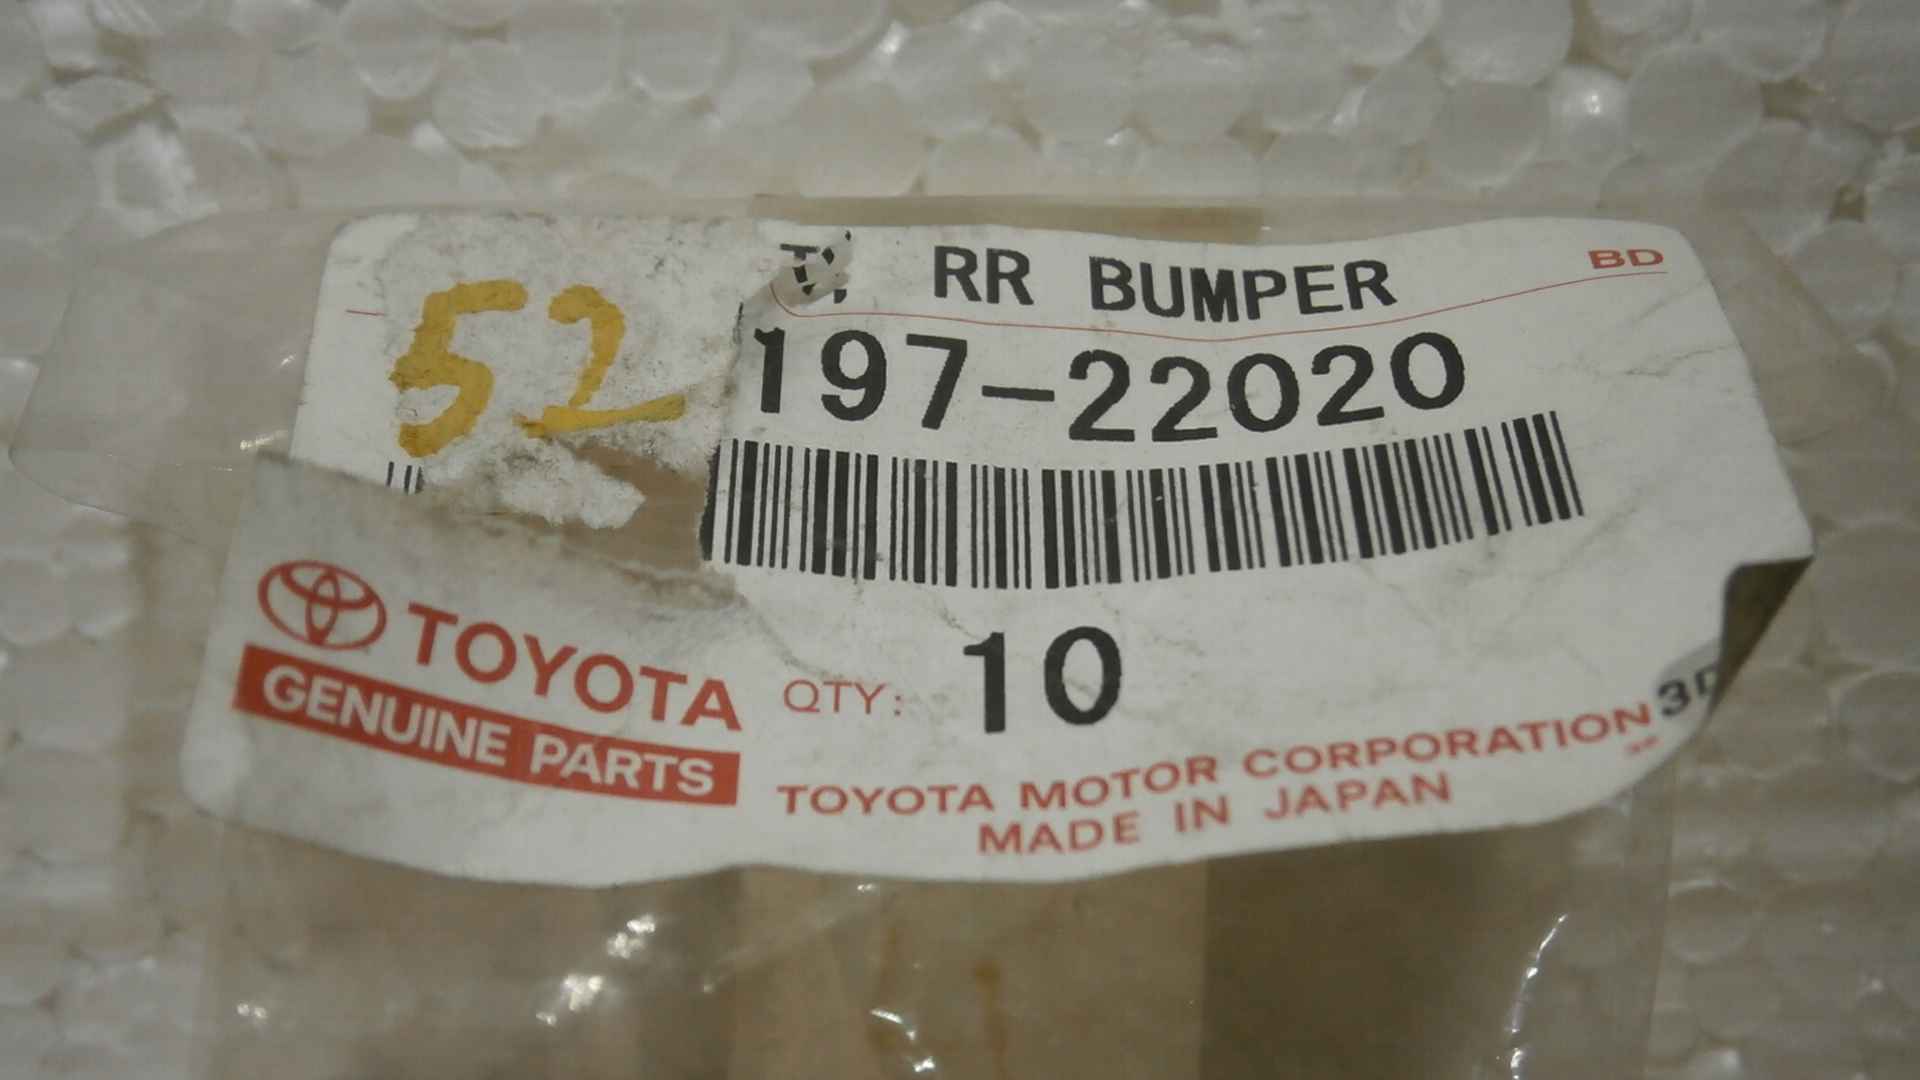 RR BUMPER
BD
52 197-22020
TOYOTA
GENUINE PARTS
QTY: 10
TOYOTA MOTOR CORPORATION
MADE IN JAPAN